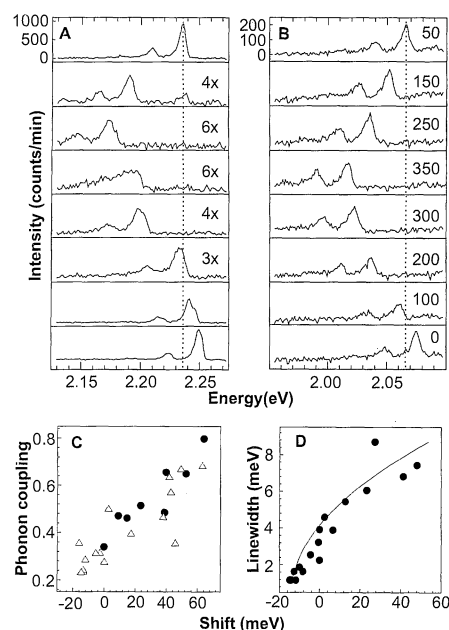 1000
500
0
A
200
100
0
B
50
4x
150
6x
250
6x
350
4x
300
3x
200
100
0
Intensity (counts/min)
2.15 2.20 2.25
2.00 2.05
Energy(eV)
C
0.8
0.6
0.4
0.2
Phonon coupling
-20 0 20 40 60
Shift (meV)
D
8
6
4
2
Linewidth (meV)
-20 0 20 40 60
Shift (meV)